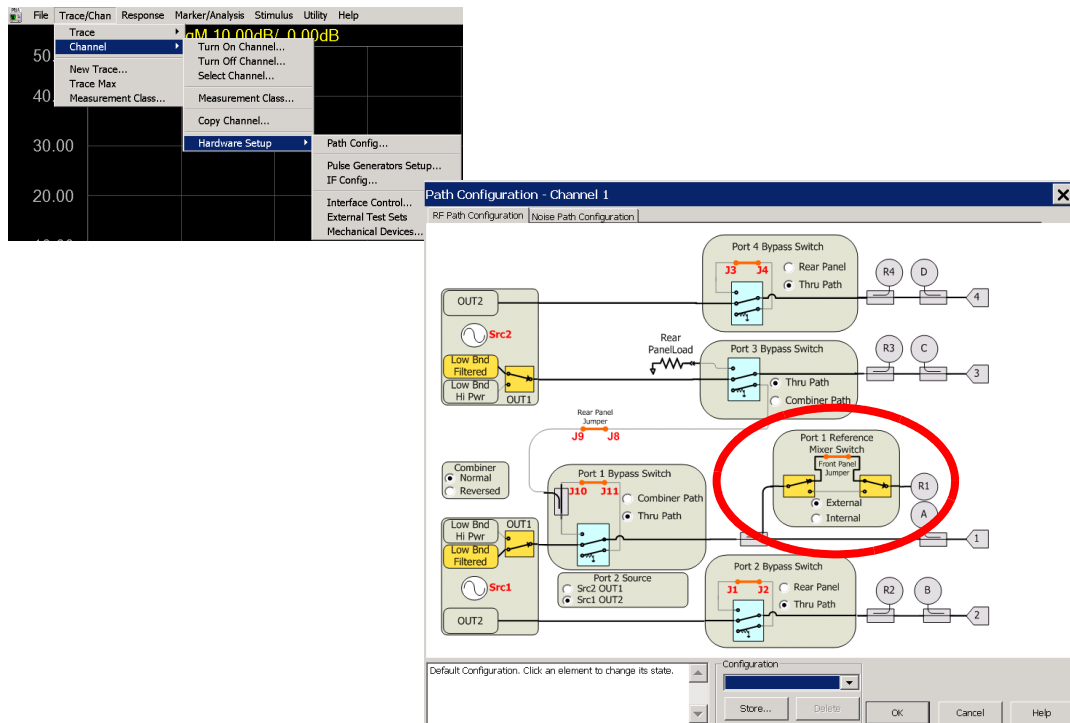 File Trace/Chan Response Marker/Analysis Stimulus Utility Help
Trace
Channel
New Trace...
Trace Max
Measurement Class...
gM 10.00dB/ 0.00dB
50.
40.
30.00
20.00
Turn On Channel...
Turn Off Channel...
Select Channel...
Measurement Class...
Copy Channel...
Hardware Setup
Path Config...
Pulse Generators Setup...
IF Config...
Interface Control...
External Test Sets
Mechanical Devices...
Path Configuration - Channel 1
RF Path Configuration Noise Path Configuration
Port 4 Bypass Switch
J3 J4
Rear Panel
Thru Path
R4 D
4
OUT2
Src2
Low Bnd
Filtered
Low Bnd
Hi Pwr
OUT1
Rear
PanelLoad
Port 3 Bypass Switch
Thru Path
Combiner Path
R3 C
3
Rear Panel
Jumper
J9 J8
Port 1 Reference
Mixer Switch
Front Panel
Jumper
External
Internal
R1
A
1
Combiner
Normal
Reversed
Port 1 Bypass Switch
J10 J11
Combiner Path
Thru Path
Low Bnd
Hi Pwr
OUT1
Low Bnd
Filtered
Src1
OUT2
Port 2 Source
Src2 OUT1
Src1 OUT2
Port 2 Bypass Switch
J1 J2
Rear Panel
Thru Path
R2 B
2
Default Configuration. Click an element to change its state.
Configuration
Store... Delete
OK Cancel Help